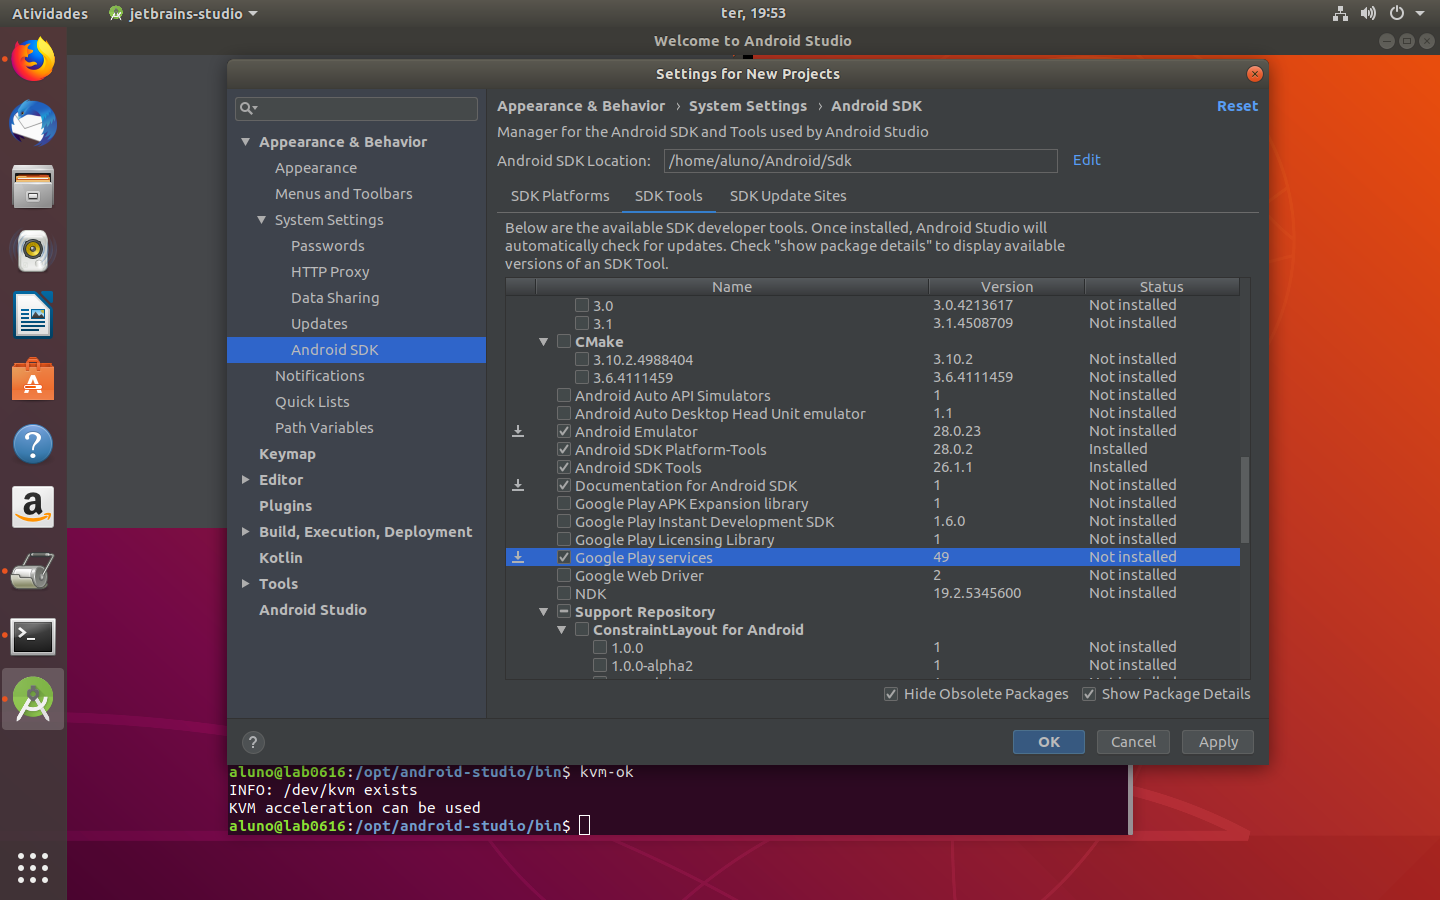 Atividades jetbrains-studio ter, 19:53
Welcome to Android Studio
Settings for New Projects
Appearance & Behavior
Appearance
Menus and Toolbars
System Settings
Passwords
HTTP Proxy
Data Sharing
Updates
Android SDK
Notifications
Quick Lists
Path Variables
Keymap
Editor
Plugins
Build, Execution, Deployment
Kotlin
Tools
Android Studio
Appearance & Behavior › System Settings › Android SDK Reset
Manager for the Android SDK and Tools used by Android Studio
Android SDK Location: /home/aluno/Android/Sdk Edit
SDK Platforms SDK Tools SDK Update Sites
Below are the available SDK developer tools. Once installed, Android Studio will
automatically check for updates. Check "show package details" to display available
versions of an SDK Tool.
Name Version Status
3.0 3.0.4213617 Not installed
3.1 3.1.4508709 Not installed
CMake
3.10.2.4988404 3.10.2 Not installed
3.6.4111459 3.6.4111459 Not installed
Android Auto API Simulators 1 Not installed
Android Auto Desktop Head Unit emulator 1.1 Not installed
Android Emulator 28.0.23 Not installed
Android SDK Platform-Tools 28.0.2 Installed
Android SDK Tools 26.1.1 Installed
Documentation for Android SDK 1 Not installed
Google Play APK Expansion library 1 Not installed
Google Play Instant Development SDK 1.6.0 Not installed
Google Play Licensing Library 1 Not installed
Google Play services 49 Not installed
Google Web Driver 2 Not installed
NDK 19.2.5345600 Not installed
Support Repository
ConstraintLayout for Android
1.0.0 1 Not installed
1.0.0-alpha2 1 Not installed
Hide Obsolete Packages Show Package Details
? OK Cancel Apply
aluno@lab0616:/opt/android-studio/bin$ kvm-ok
INFO: /dev/kvm exists
KVM acceleration can be used
aluno@lab0616:/opt/android-studio/bin$